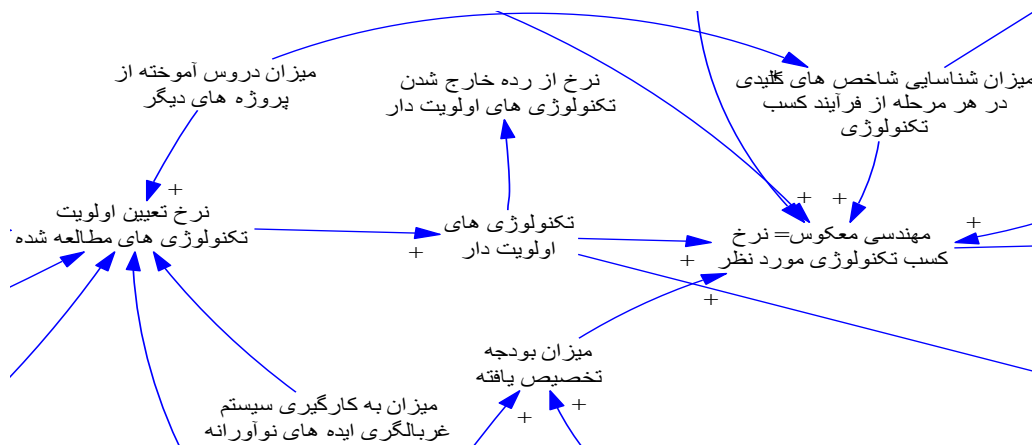 میزان دروس آموخته از
پروژه های دیگر
نرخ از رده خارج شدن
تکنولوژی های اولویت دار
میزان شناسایی شاخص های کلیدی
در هر مرحله از فرآیند کسب
تکنولوژی
+
+
+
نرخ تعیین اولویت
تکنولوژی های مطالعه شده
+
تکنولوژی های
اولویت دار
+
مهندسی معکوس= نرخ
کسب تکنولوژی مورد نظر
+
+
میزان بودجه
تخصیص یافته
+
+
میزان به کارگیری سیستم
غربالگری ایده های نوآورانه